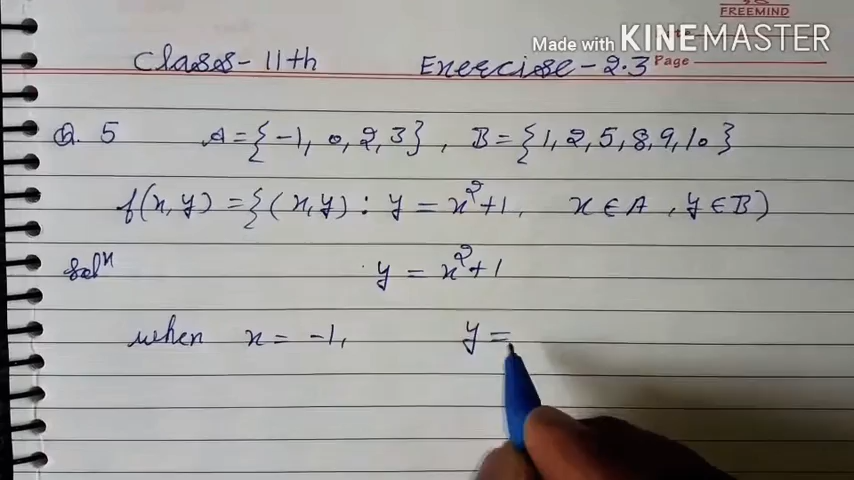 FREEMIND
Made with KINEMASTER
Class- 11th Exercise - 2.3 Page
Q. 5 A = {-1, 0, 2, 3} , B = {1, 2, 5, 8, 9, 10}
f(x,y) = {(x,y) : y = x²+1, x ∈ A , y ∈ B)
Solⁿ y = x²+1
when x = -1, y =